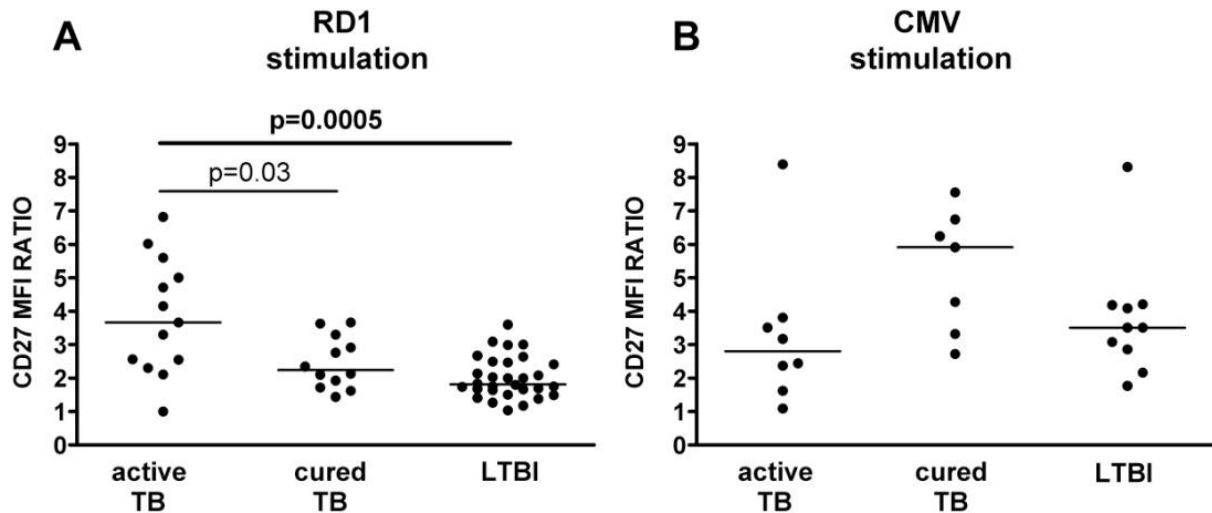 A
RD1
stimulation
p=0.0005
p=0.03
CD27 MFI RATIO
9
8
7
6
5
4
3
2
1
0
active
TB
cured
TB
LTBI
B
CMV
stimulation
CD27 MFI RATIO
9
8
7
6
5
4
3
2
1
0
active
TB
cured
TB
LTBI